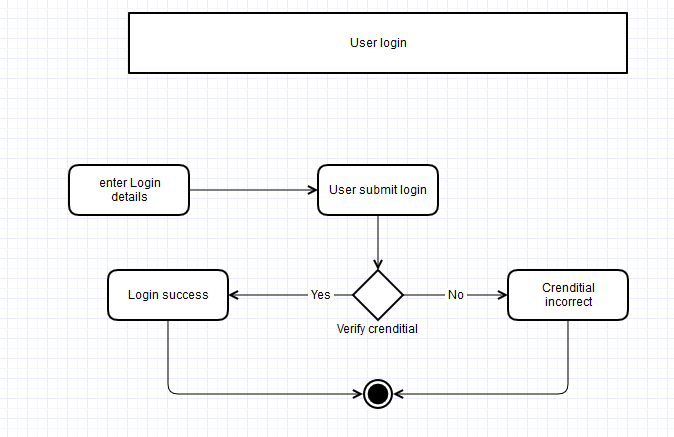 User login
enter Login
details
User submit login
Login success
Yes
No
Crenditial
incorrect
Verify crenditial